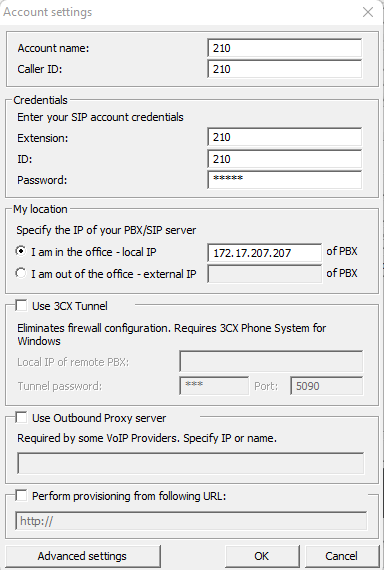 Account settings
Account name: 210
Caller ID: 210
Credentials
Enter your SIP account credentials
Extension: 210
ID: 210
Password: *****
My location
Specify the IP of your PBX/SIP server
I am in the office - local IP 172.17.207.207 of PBX
I am out of the office - external IP of PBX
Use 3CX Tunnel
Eliminates firewall configuration. Requires 3CX Phone System for
Windows
Local IP of remote PBX:
Tunnel password: *** Port: 5090
Use Outbound Proxy server
Required by some VoIP Providers. Specify IP or name.
Perform provisioning from following URL:
http://
Advanced settings OK Cancel